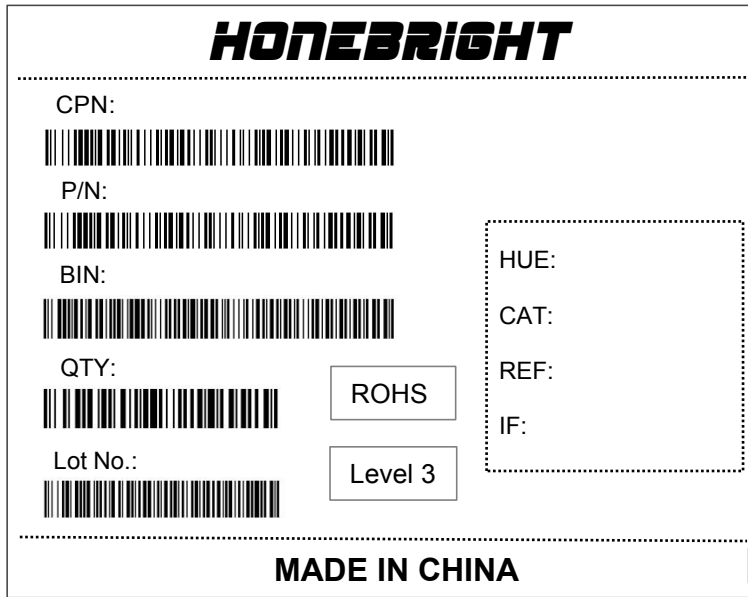 HONEBRIGHT
CPN:
P/N:
BIN:
QTY:
Lot No.:
ROHS
Level 3
HUE:
CAT:
REF:
IF:
MADE IN CHINA